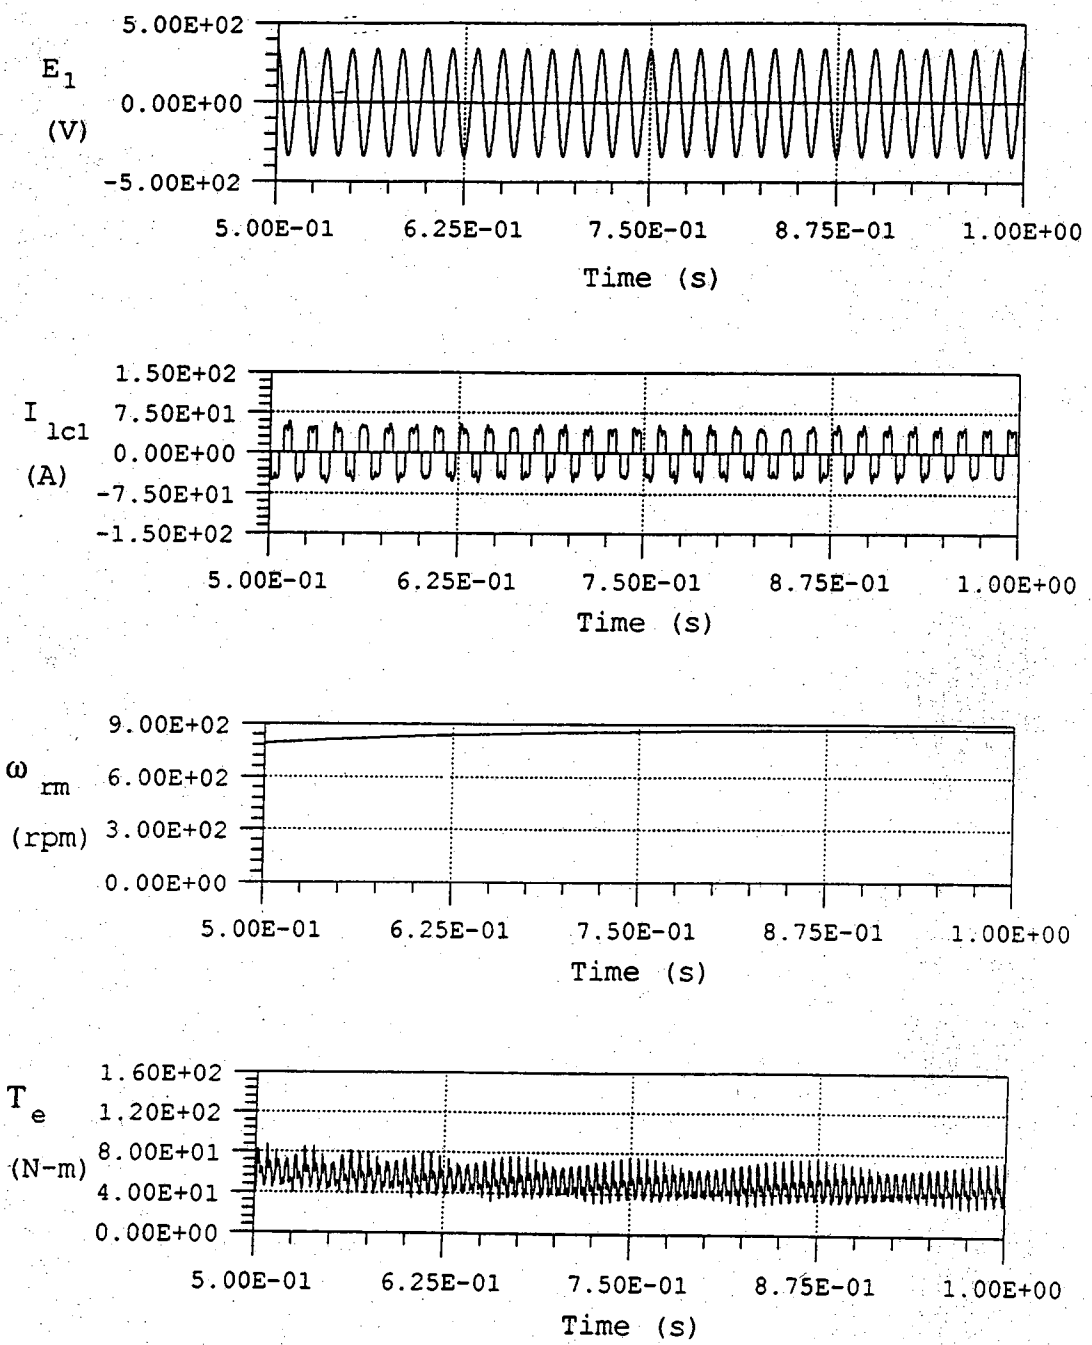 5.00E+02
E1
0.00E+00
(V)
-5.00E+02
5.00E-01 6.25E-01 7.50E-01 8.75E-01 1.00E+00
Time (s)
1.50E+02
I lc1
7.50E+01
0.00E+00
(A)
-7.50E+01
-1.50E+02
5.00E-01 6.25E-01 7.50E-01 8.75E-01 1.00E+00
Time (s)
9.00E+02
ω rm
6.00E+02
(rpm)
3.00E+02
0.00E+00
5.00E-01 6.25E-01 7.50E-01 8.75E-01 1.00E+00
Time (s)
1.60E+02
Te
1.20E+02
8.00E+01
(N-m)
4.00E+01
0.00E+00
5.00E-01 6.25E-01 7.50E-01 8.75E-01 1.00E+00
Time (s)